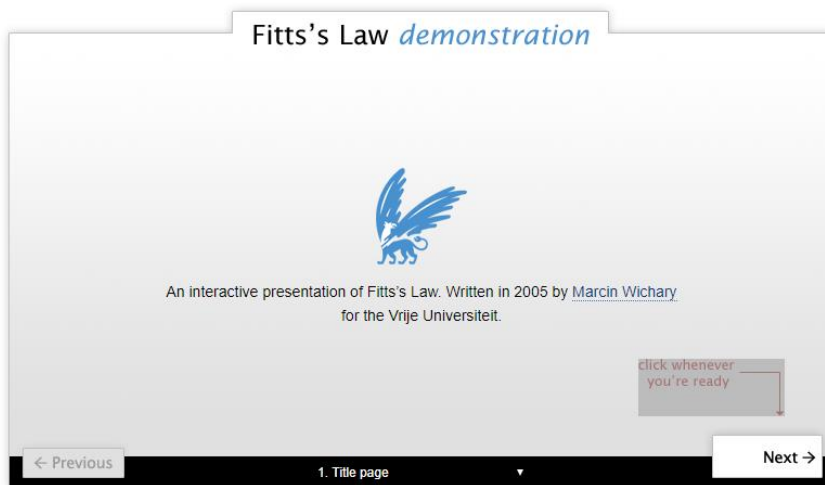 Fitts’s Law demonstration
An interactive presentation of Fitts’s Law. Written in 2005 by Marcin Wichary
for the Vrije Universiteit.
click whenever
you’re ready
← Previous
1. Title page ▼
Next →